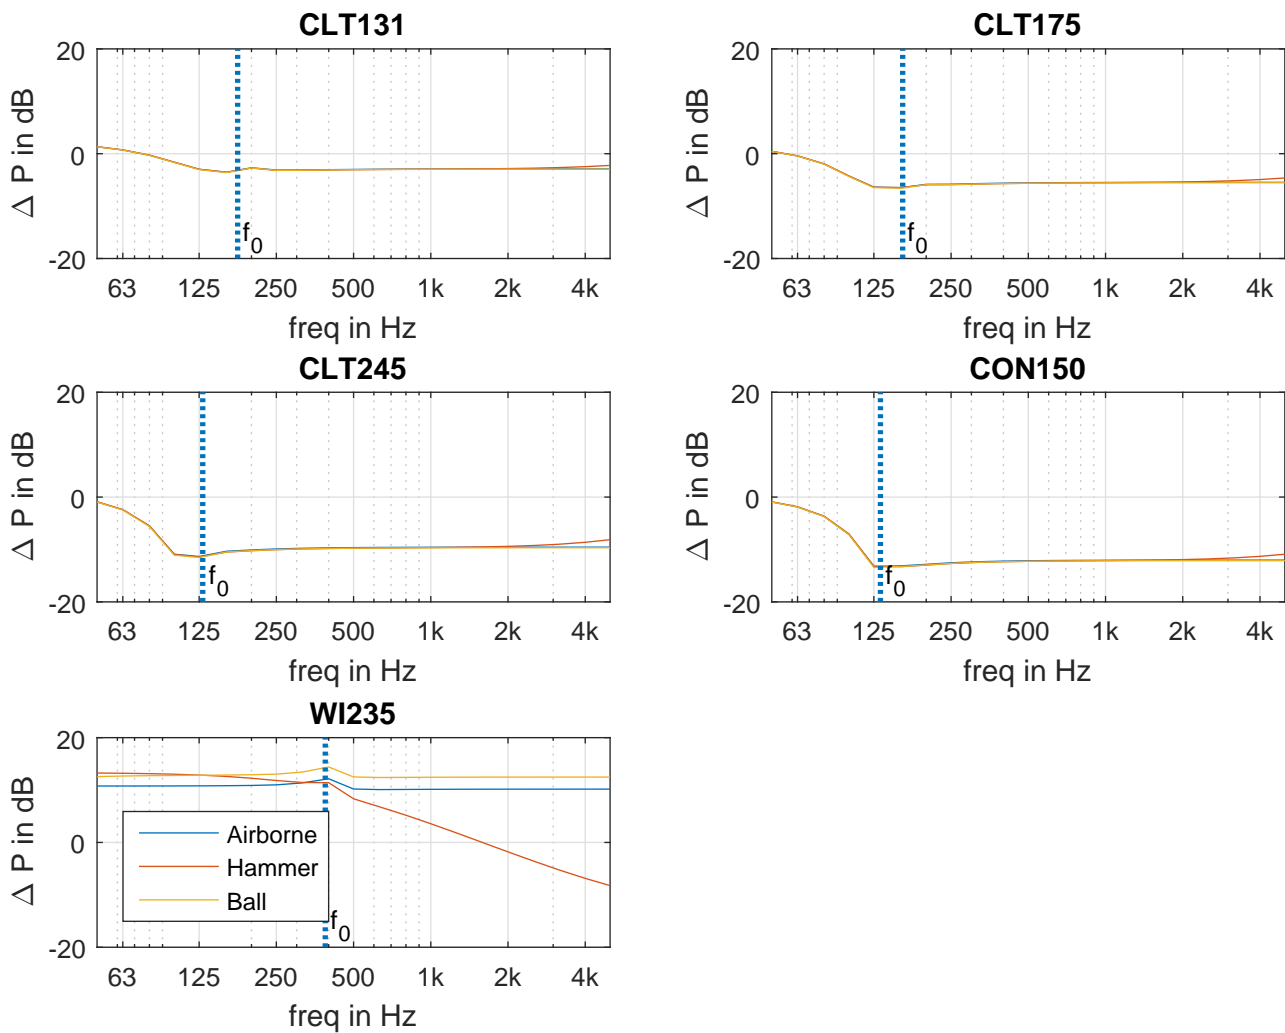 CLT131
20
0
-20
Δ P in dB
f0
63 125 250 500 1k 2k 4k
freq in Hz
CLT175
20
0
-20
Δ P in dB
f0
63 125 250 500 1k 2k 4k
freq in Hz
CLT245
20
0
-20
Δ P in dB
f0
63 125 250 500 1k 2k 4k
freq in Hz
CON150
20
0
-20
Δ P in dB
f0
63 125 250 500 1k 2k 4k
freq in Hz
WI235
20
0
-20
Δ P in dB
Airborne
Hammer
Ball
f0
63 125 250 500 1k 2k 4k
freq in Hz